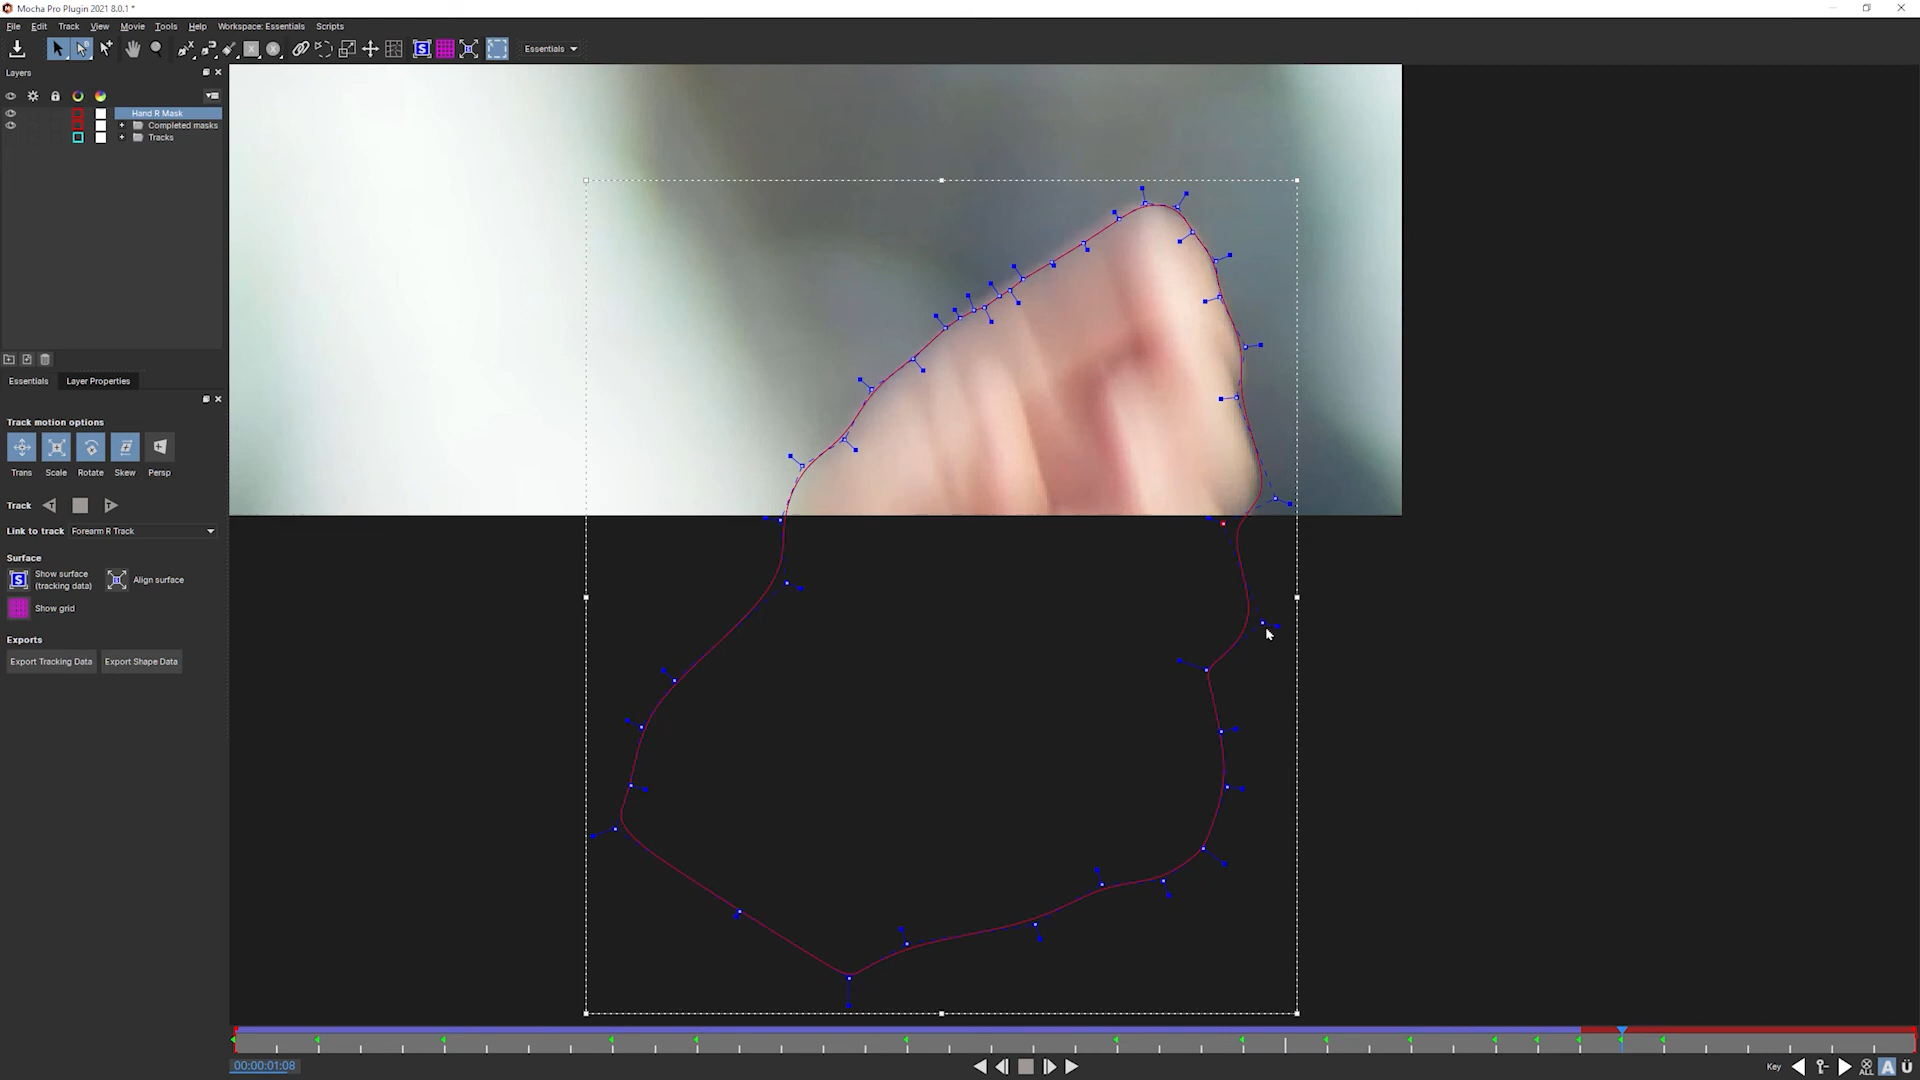 Mocha Pro Plugin 2021 8.0.1 *
File Edit Track View Movie Tools Help Workspace: Essentials Scripts
Essentials
Layers
Hand R Mask
Completed masks
Tracks
Essentials Layer Properties
Track motion options
Trans Scale Rotate Skew Persp
Track
Link to track Forearm R Track
Surface
Show surface
(tracking data)
Align surface
Show grid
Exports
Export Tracking Data Export Shape Data
00:00:01:08
Key
ALL
A
Ü